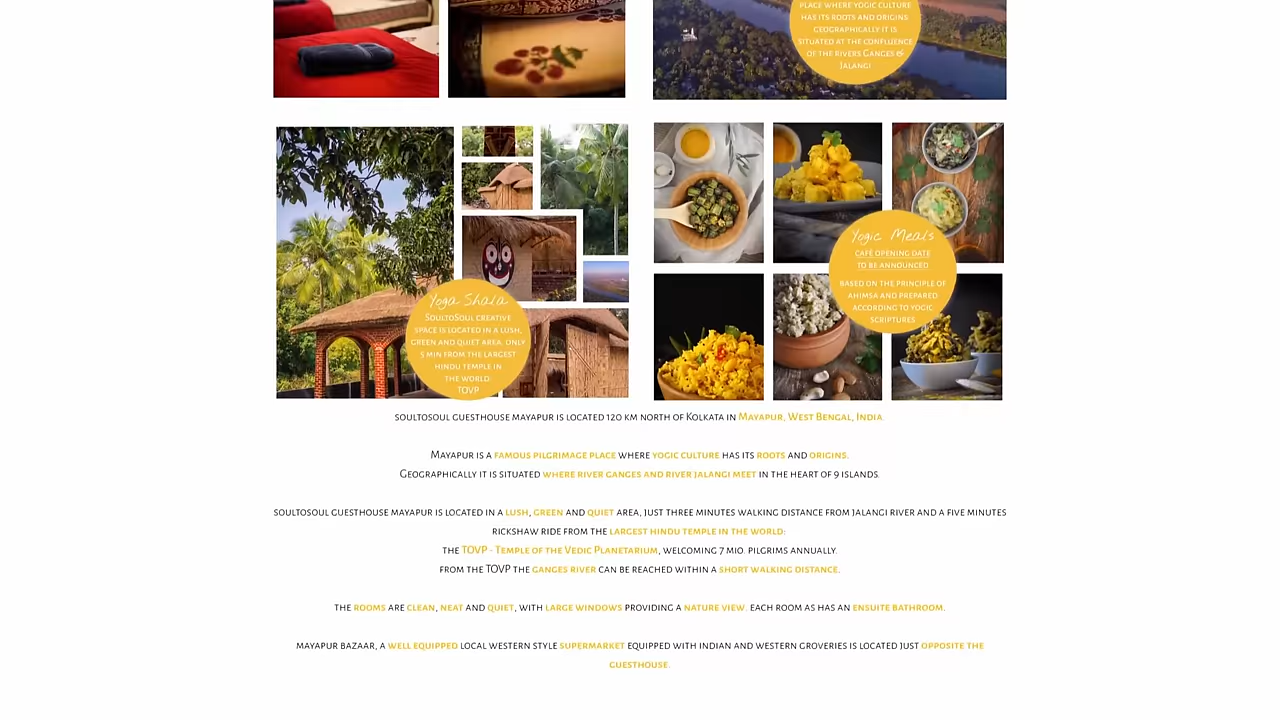 PLACE WHERE YOGIC CULTURE
HAS ITS ROOTS AND ORIGINS
GEOGRAPHICALLY IT IS
SITUATED AT THE CONFLUENCE
OF THE RIVERS GANGES &
JALANGI
Yoga Shala
SOULTOSOUL CREATIVE
SPACE IS LOCATED IN A LUSH,
GREEN AND QUIET AREA. ONLY
5 MIN FROM THE LARGEST
HINDU TEMPLE IN
THE WORLD:
TOVP
Yogic Meals
CAFÉ OPENING DATE
TO BE ANNOUNCED
BASED ON THE PRINCIPLE OF
AHIMSA AND PREPARED
ACCORDING TO YOGIC
SCRIPTURES
SOULTOSOUL GUESTHOUSE MAYAPUR IS LOCATED 120 KM NORTH OF KOLKATA IN MAYAPUR, WEST BENGAL, INDIA.
MAYAPUR IS A FAMOUS PILGRIMAGE PLACE WHERE YOGIC CULTURE HAS ITS ROOTS AND ORIGINS.
GEOGRAPHICALLY IT IS SITUATED WHERE RIVER GANGES AND RIVER JALANGI MEET IN THE HEART OF 9 ISLANDS.
SOULTOSOUL GUESTHOUSE MAYAPUR IS LOCATED IN A LUSH, GREEN AND QUIET AREA, JUST THREE MINUTES WALKING DISTANCE FROM JALANGI RIVER AND A FIVE MINUTES
RICKSHAW RIDE FROM THE LARGEST HINDU TEMPLE IN THE WORLD:
THE TOVP - TEMPLE OF THE VEDIC PLANETARIUM, WELCOMING 7 MIO. PILGRIMS ANNUALLY.
FROM THE TOVP THE GANGES RIVER CAN BE REACHED WITHIN A SHORT WALKING DISTANCE.
THE ROOMS ARE CLEAN, NEAT AND QUIET, WITH LARGE WINDOWS PROVIDING A NATURE VIEW. EACH ROOM AS HAS AN ENSUITE BATHROOM.
MAYAPUR BAZAAR, A WELL EQUIPPED LOCAL WESTERN STYLE SUPERMARKET EQUIPPED WITH INDIAN AND WESTERN GROVERIES IS LOCATED JUST OPPOSITE THE
GUESTHOUSE.